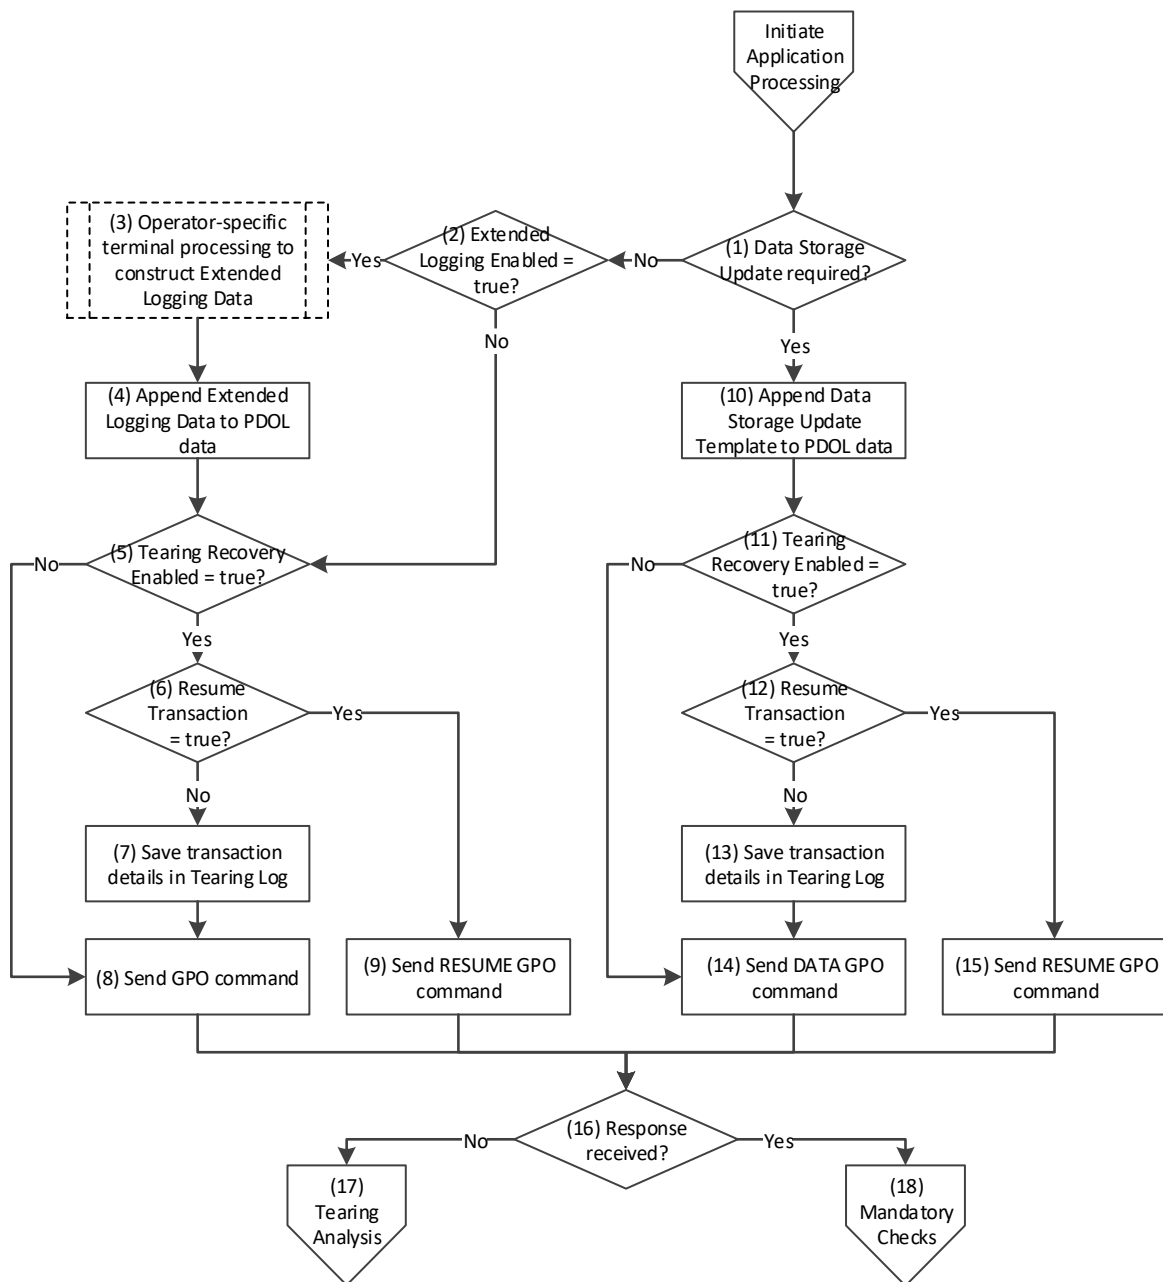 Initiate
Application
Processing
(1) Data Storage
Update required?
No
(2) Extended
Logging Enabled =
true?
Yes
(3) Operator-specific
terminal processing to
construct Extended
Logging Data
No
Yes
(4) Append Extended
Logging Data to PDOL
data
(10) Append Data
Storage Update
Template to PDOL data
No
(5) Tearing Recovery
Enabled = true?
No
(11) Tearing
Recovery Enabled =
true?
Yes
Yes
(6) Resume
Transaction
= true?
Yes
(12) Resume
Transaction
= true?
Yes
No
No
(7) Save transaction
details in Tearing Log
(13) Save transaction
details in Tearing Log
(8) Send GPO command
(9) Send RESUME GPO
command
(14) Send DATA GPO
command
(15) Send RESUME GPO
command
No
(16) Response
received?
Yes
(17)
Tearing
Analysis
(18)
Mandatory
Checks